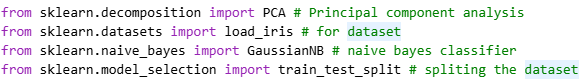 from sklearn.decomposition import PCA # Principal component analysis
from sklearn.datasets import load_iris # for dataset
from sklearn.naive_bayes import GaussianNB # naive bayes classifier
from sklearn.model_selection import train_test_split # spliting the dataset